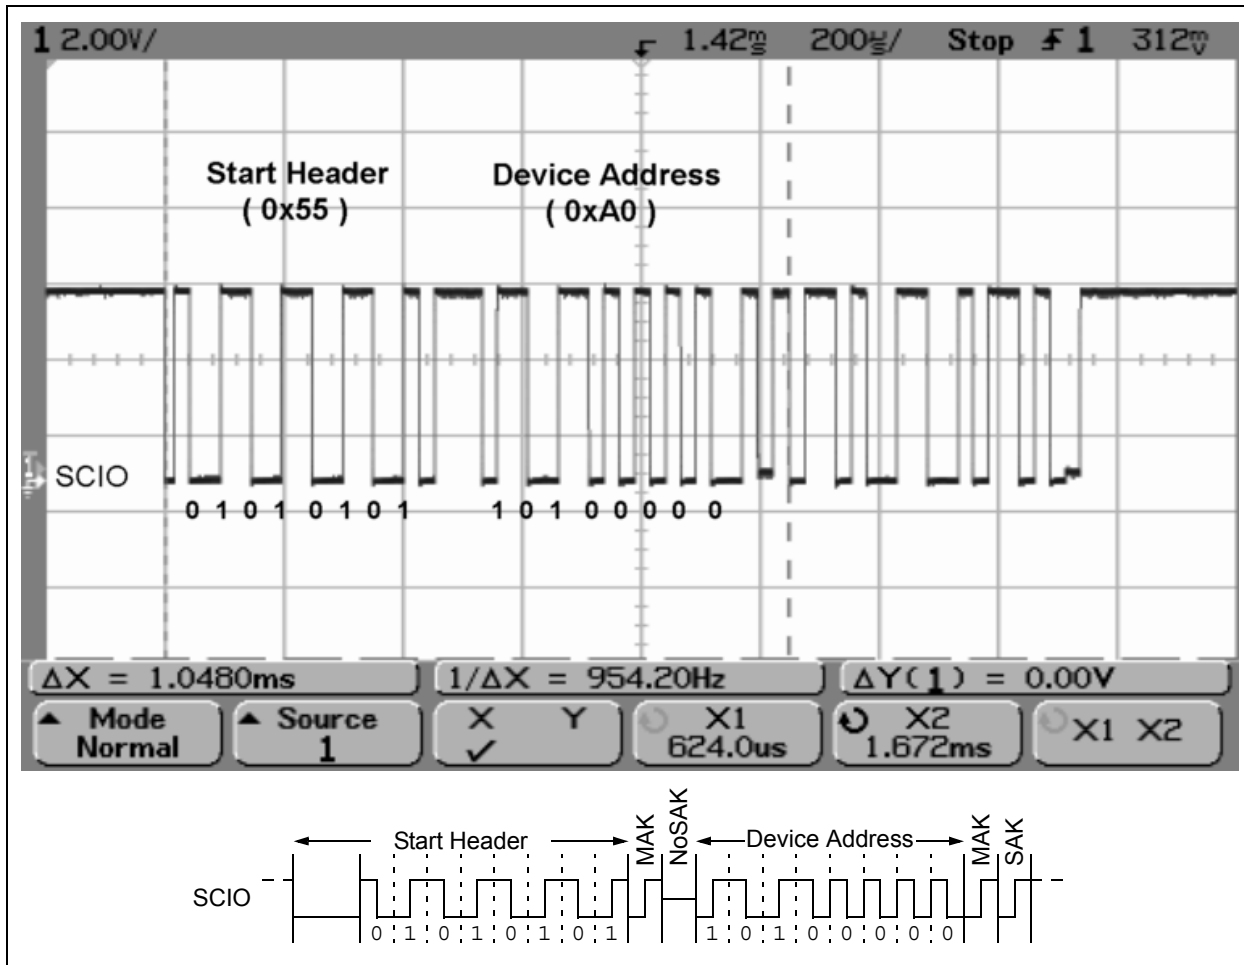 1 2.00V/ 1.42ms 200µs/ Stop 1 312mV
Start Header Device Address
( 0x55 ) ( 0xA0 )
SCIO
0 1 0 1 0 1 0 1 1 0 1 0 0 0 0 0
ΔX = 1.0480ms 1/ΔX = 954.20Hz ΔY(1) = 0.00V
Mode Source X Y X1 X2 X1 X2
Normal 1 ✓ 624.0us 1.672ms
Start Header MAK NoSAK Device Address MAK SAK
SCIO
0 1 0 1 0 1 0 1 1 0 1 0 0 0 0 0